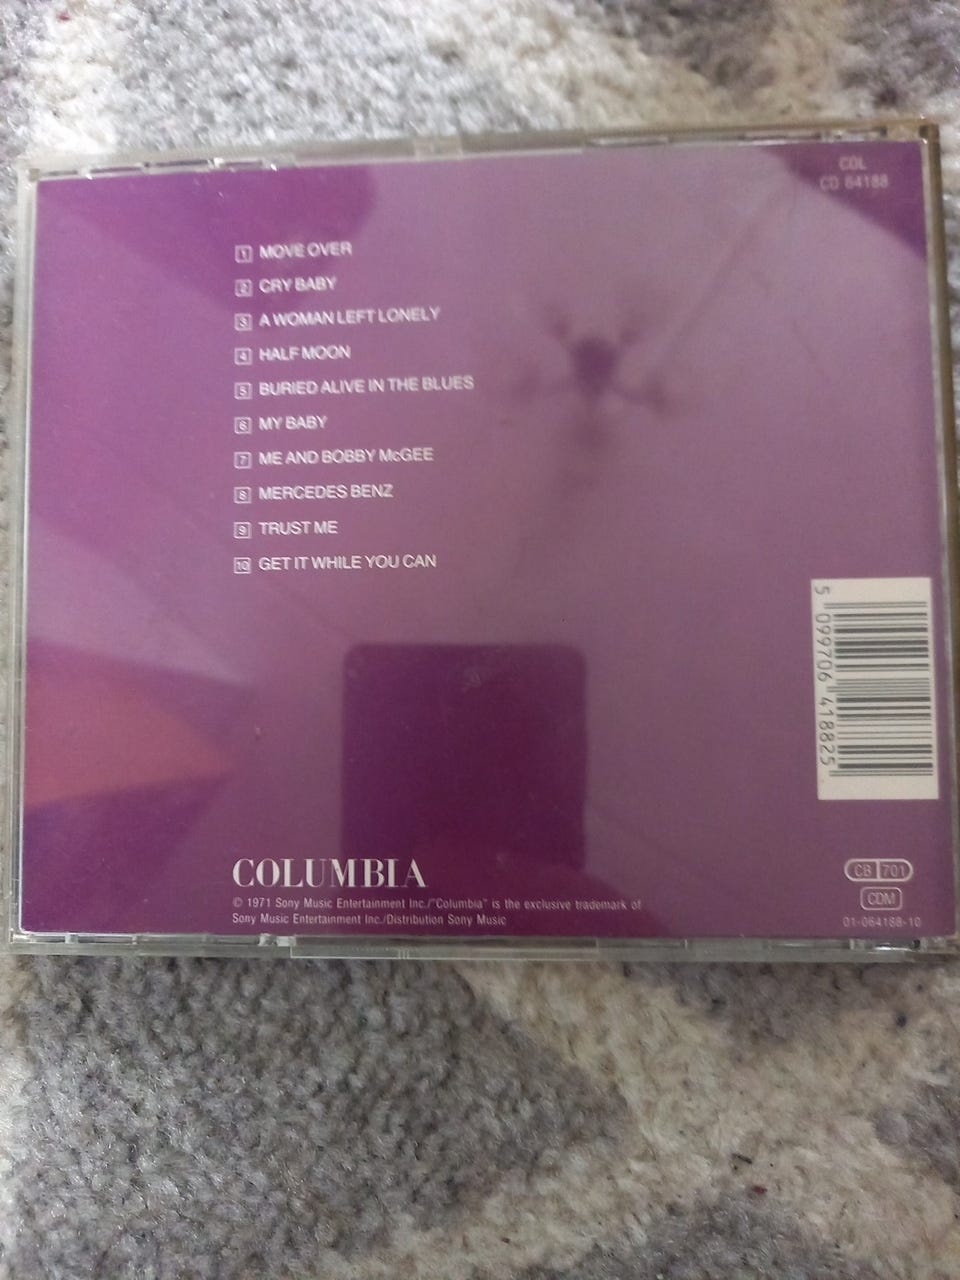 COL
CD 64188
1 MOVE OVER
2 CRY BABY
3 A WOMAN LEFT LONELY
4 HALF MOON
5 BURIED ALIVE IN THE BLUES
6 MY BABY
7 ME AND BOBBY McGEE
8 MERCEDES BENZ
9 TRUST ME
10 GET IT WHILE YOU CAN
5 099706 418825
COLUMBIA
© 1971 Sony Music Entertainment Inc./"Columbia" is the exclusive trademark of
Sony Music Entertainment Inc./Distribution Sony Music
CB 701
CDM
01-064188-10